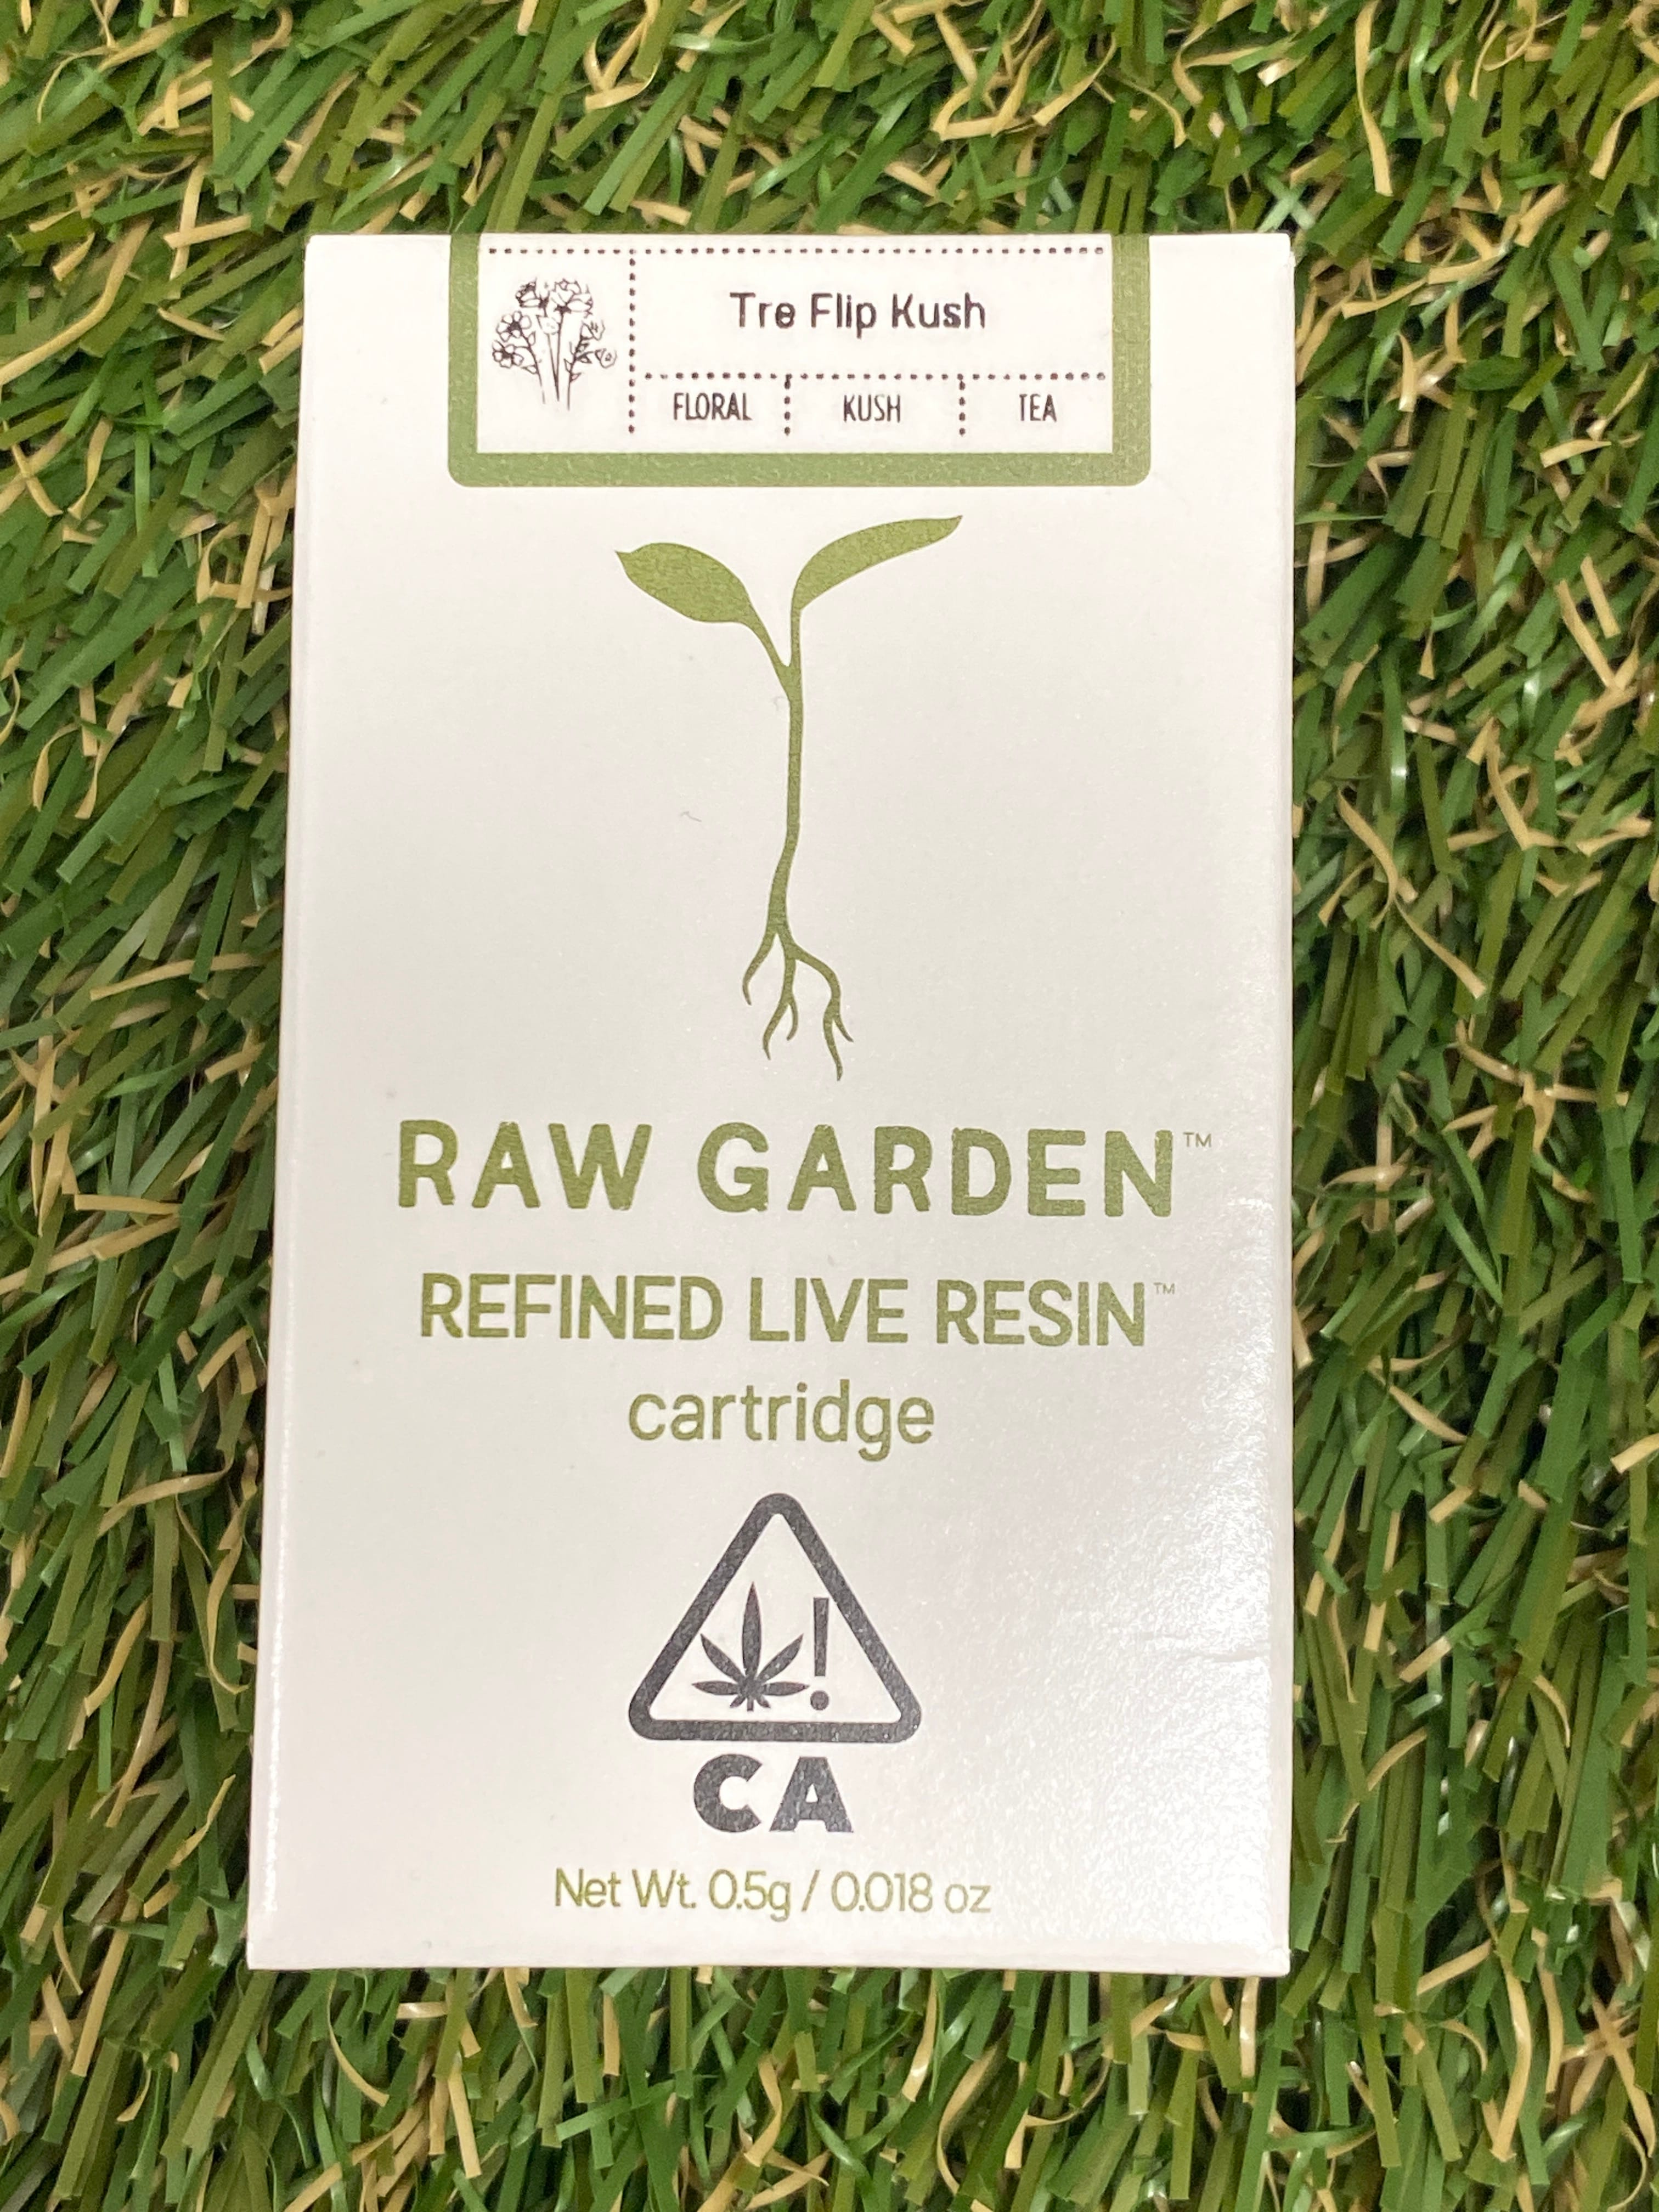 Tre Flip Kush
FLORAL KUSH TEA
RAW GARDEN™
REFINED LIVE RESIN™
cartridge
!
CA
Net Wt. 0.5g / 0.018 oz